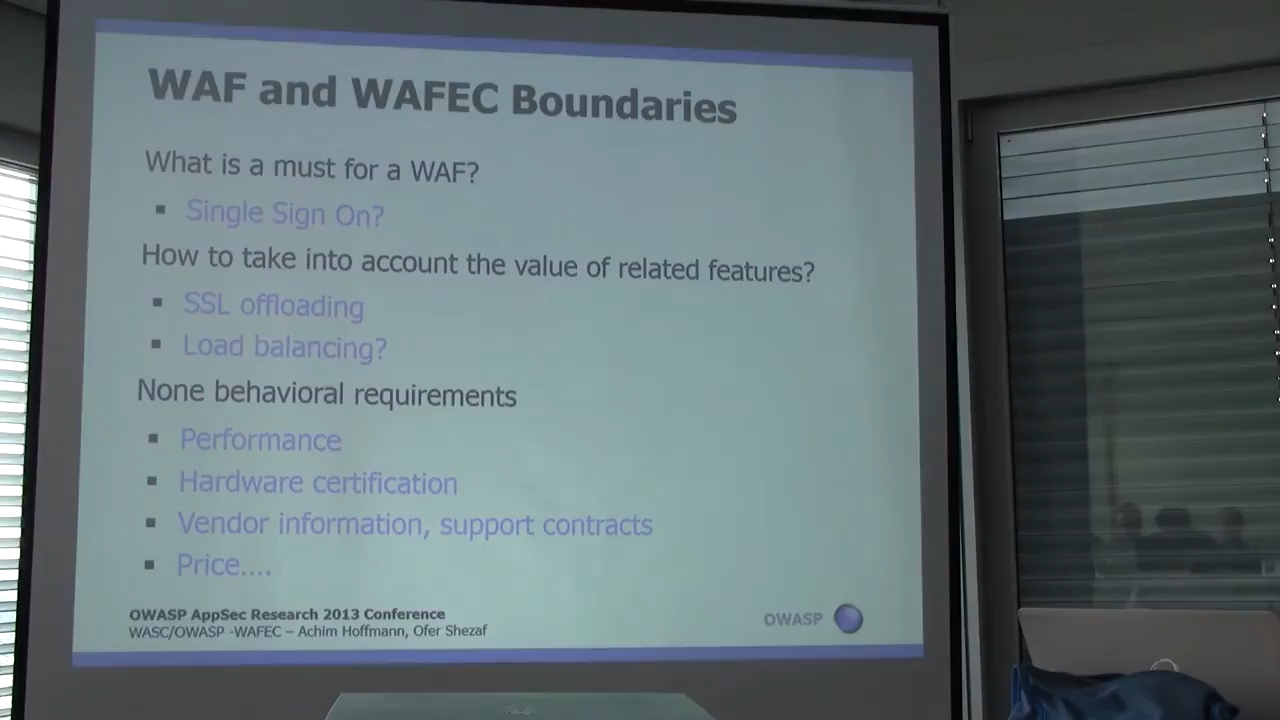 WAF and WAFEC Boundaries
What is a must for a WAF?
▪ Single Sign On?
How to take into account the value of related features?
▪ SSL offloading
▪ Load balancing?
None behavioral requirements
▪ Performance
▪ Hardware certification
▪ Vendor information, support contracts
▪ Price....
OWASP AppSec Research 2013 Conference
WASC/OWASP -WAFEC – Achim Hoffmann, Ofer Shezaf
OWASP